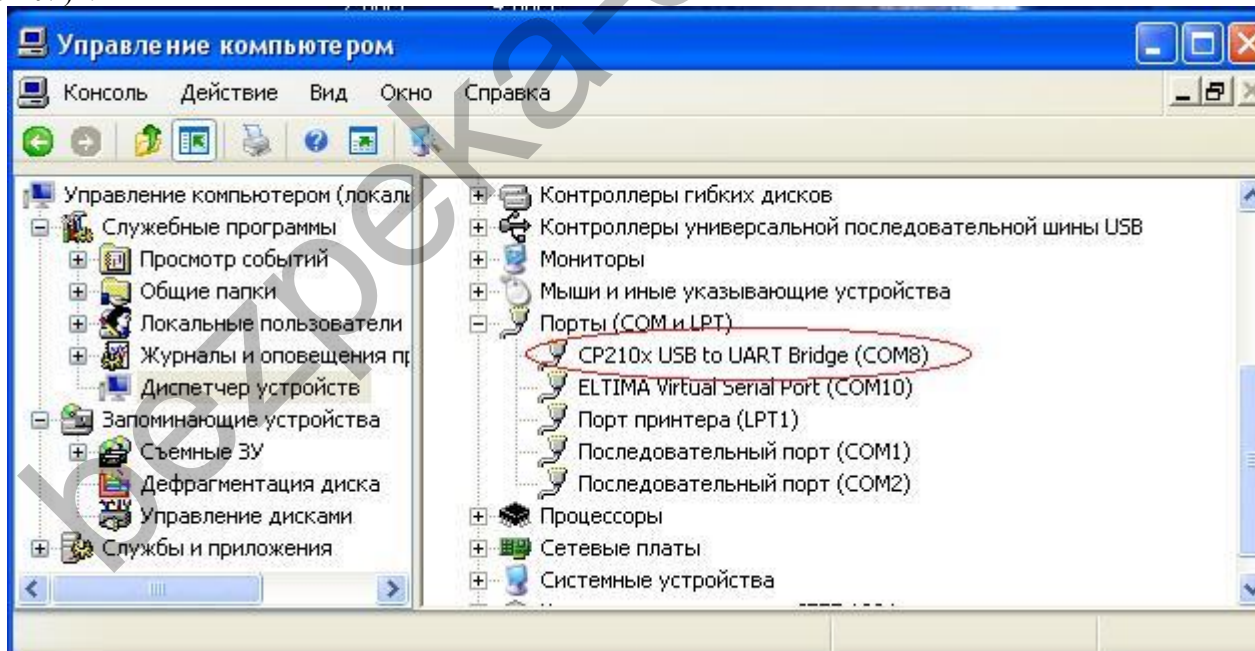 Управление компьютером
Консоль Действие Вид Окно Справка
Управление компьютером (локаль
Служебные программы
Просмотр событий
Общие папки
Локальные пользователи
Журналы и оповещения пр
Диспетчер устройств
Запоминающие устройства
Съемные ЗУ
Дефрагментация диска
Управление дисками
Службы и приложения
Контроллеры гибких дисков
Контроллеры универсальной последовательной шины USB
Мониторы
Мыши и иные указывающие устройства
Порты (COM и LPT)
CP210x USB to UART Bridge (COM8)
ELTIMA Virtual Serial Port (COM10)
Порт принтера (LPT1)
Последовательный порт (COM1)
Последовательный порт (COM2)
Процессоры
Сетевые платы
Системные устройства
bezpeka-